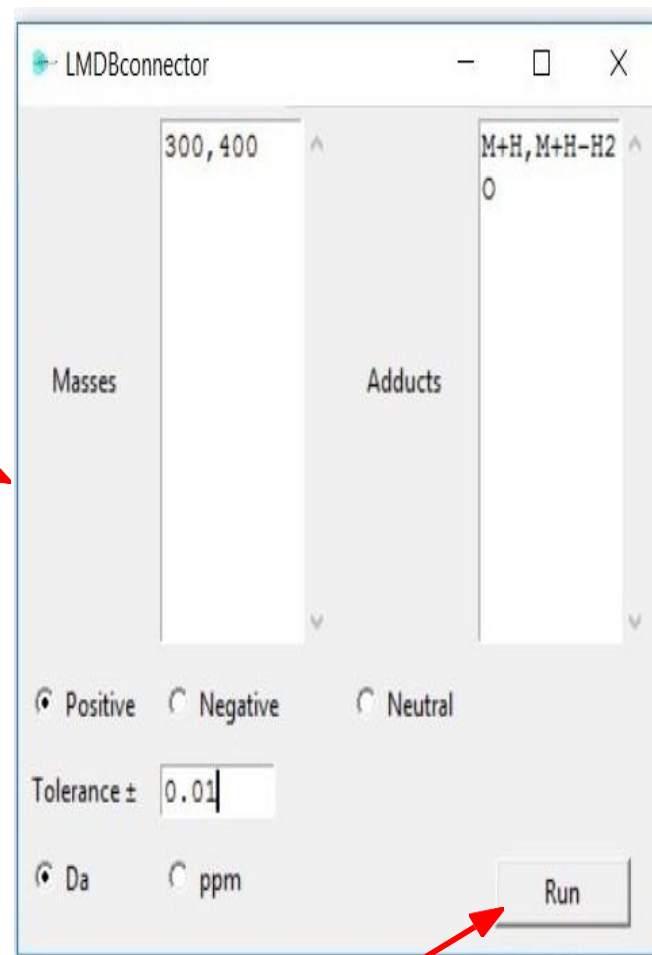 LMDBconnector
300,400
M+H,M+H-H2
O
Masses
Adducts
Positive
Negative
Neutral
Tolerance ±
0.01
Da
ppm
Run